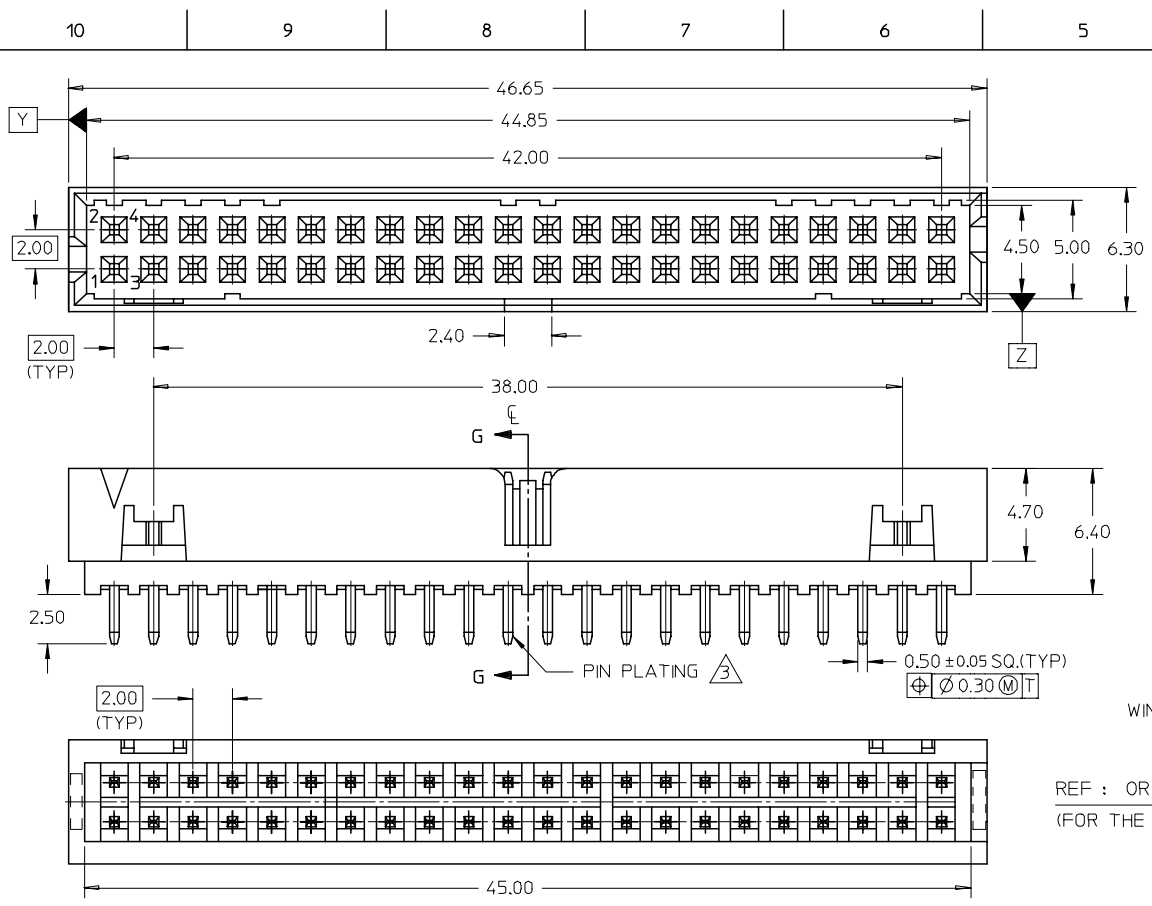 10 9 8 7 6 5
46.65
Y
44.85
42.00
2 4
2.00
4.50 5.00 6.30
1 3
2.40
2.00
(TYP)
Z
38.00
℄
G
4.70
6.40
2.50
PIN PLATING 3
G
0.50 ±0.05 SQ.(TYP)
⌖ Ø 0.30 Ⓜ T
2.00
(TYP)
WIN
REF : OR
(FOR THE
45.00